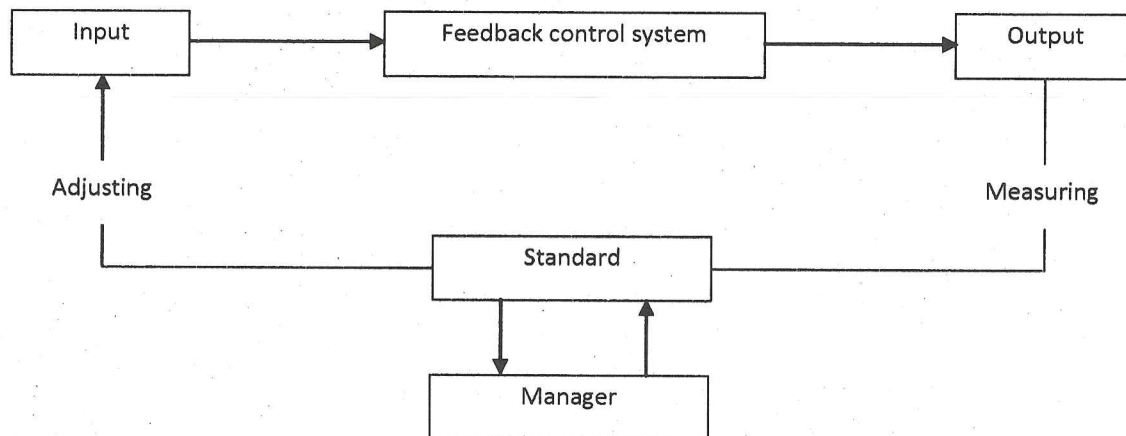 Input
Feedback control system
Output
Adjusting
Measuring
Standard
Manager